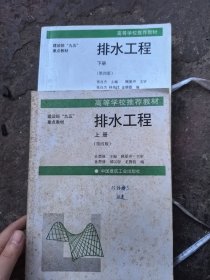 高等学校推荐教材
建设部“九五”
重点教材
排水工程
下册
(第四版)
高等学校推荐教材
建设部“九五”
重点教材
排水工程
上册
(第四版)
中国建筑工业出版社